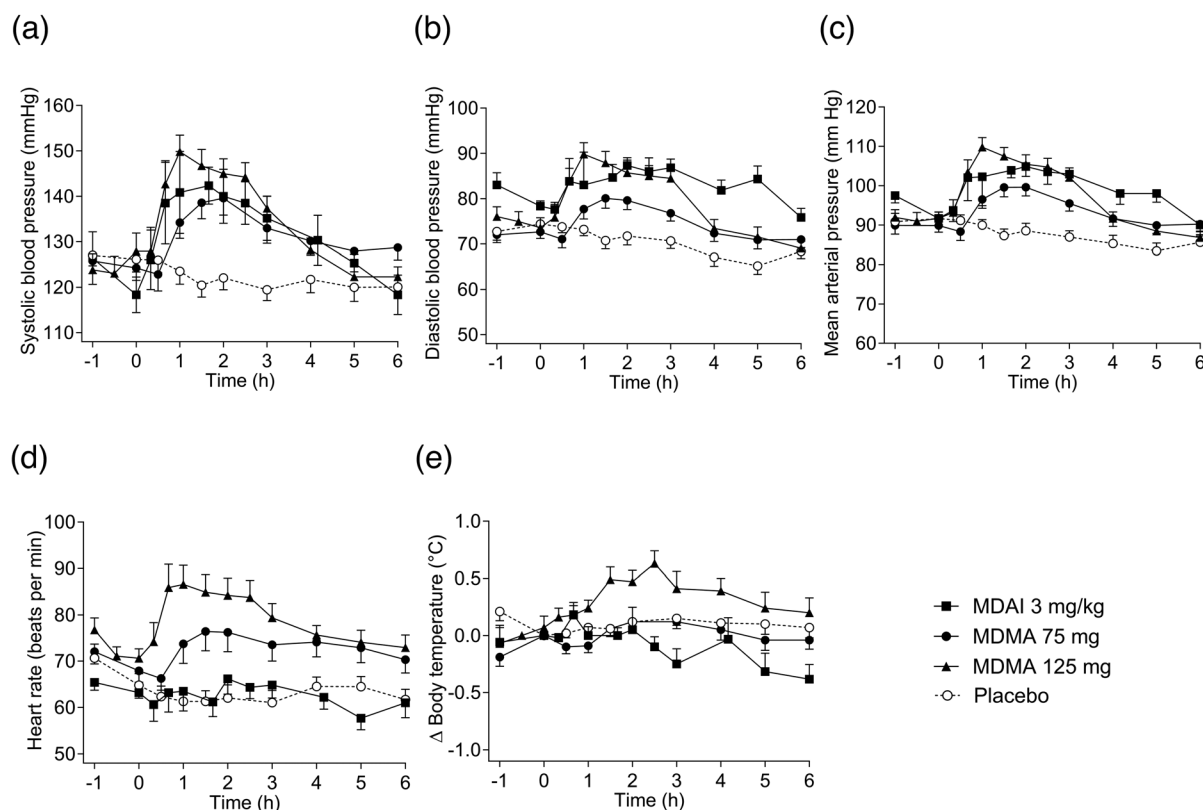 (a)
Systolic blood pressure (mmHg)
160
150
140
130
120
110
-1 0 1 2 3 4 5 6
Time (h)
(b)
Diastolic blood pressure (mmHg)
100
90
80
70
60
50
-1 0 1 2 3 4 5 6
Time (h)
(c)
Mean arterial pressure (mm Hg)
120
110
100
90
80
70
60
-1 0 1 2 3 4 5 6
Time (h)
(d)
Heart rate (beats per min)
100
90
80
70
60
50
-1 0 1 2 3 4 5 6
Time (h)
(e)
Δ Body temperature (°C)
1.0
0.5
0.0
-0.5
-1.0
-1 0 1 2 3 4 5 6
Time (h)
MDAI 3 mg/kg
MDMA 75 mg
MDMA 125 mg
Placebo